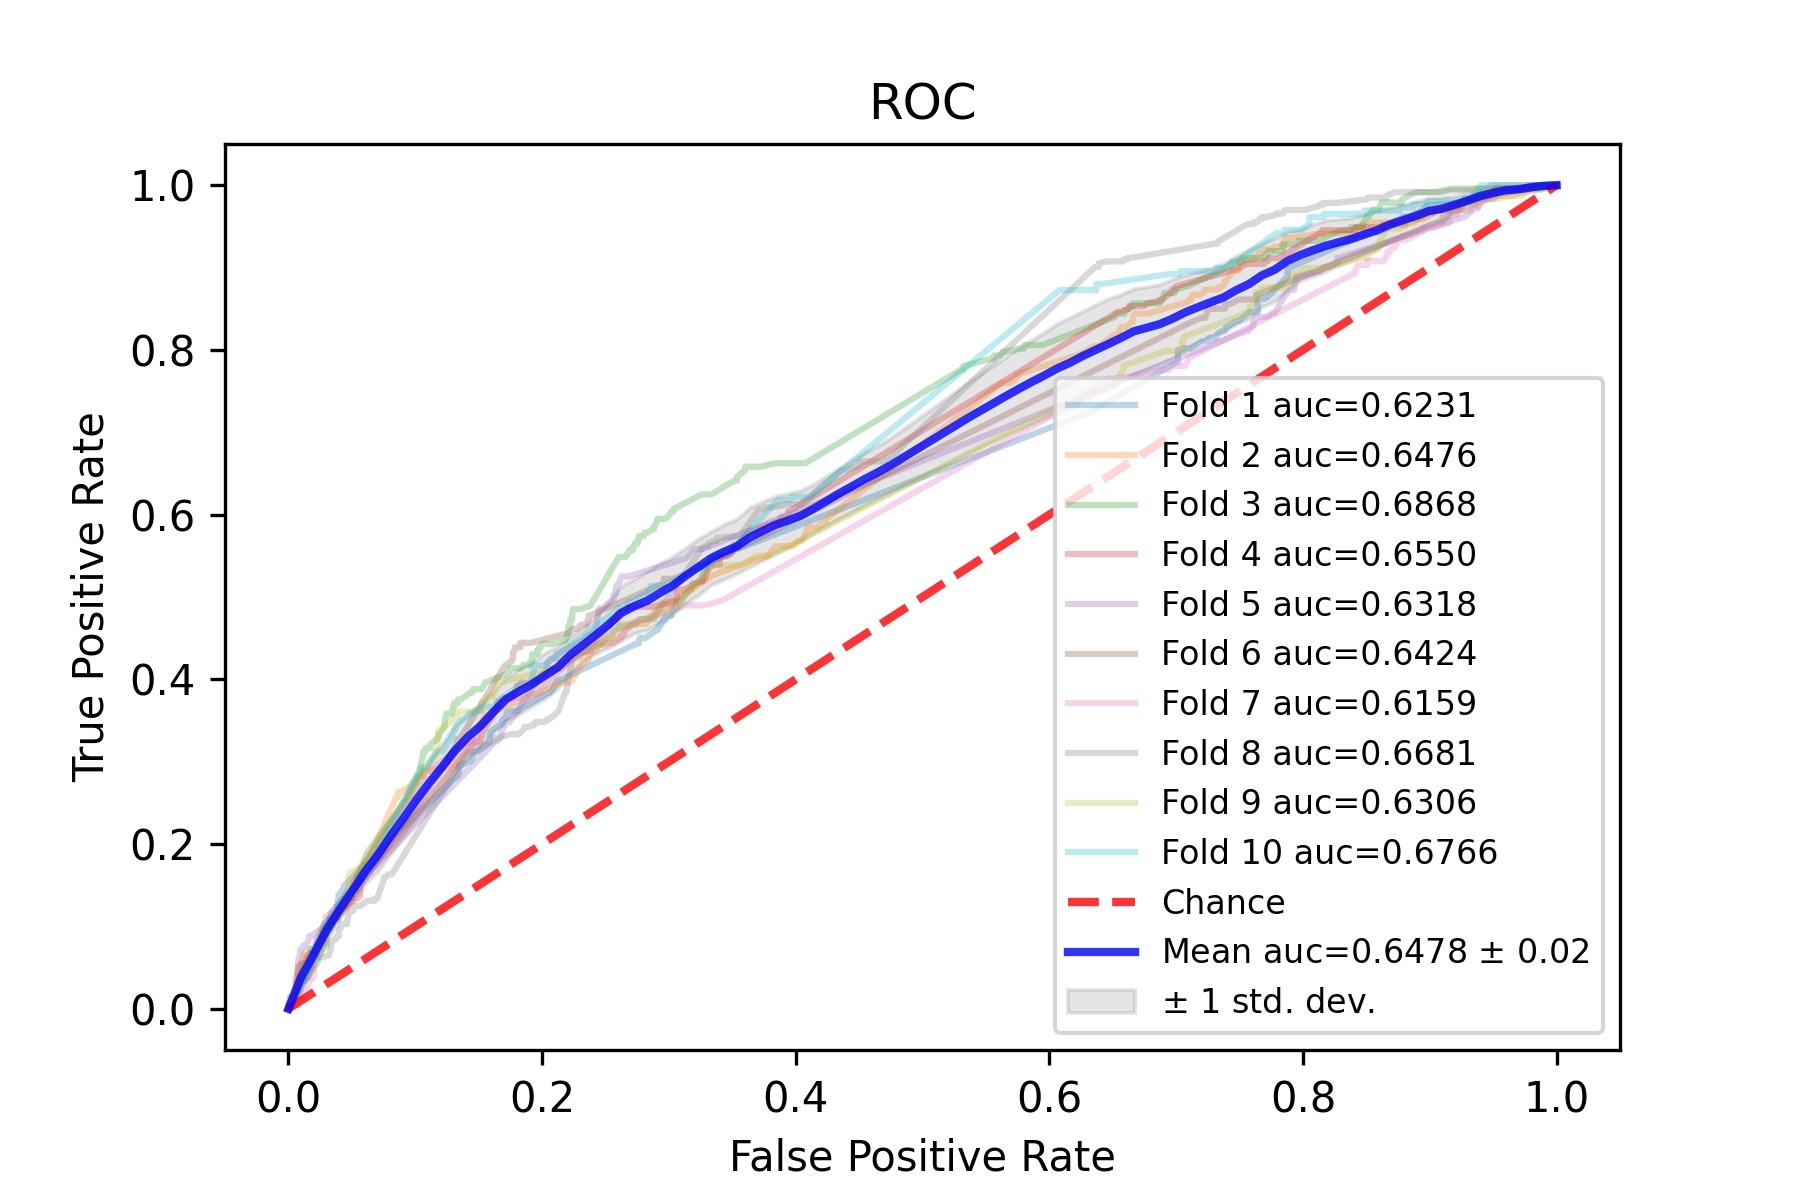 ROC
1.0
0.8
0.6
0.4
0.2
0.0
True Positive Rate
Fold 1 auc=0.6231
Fold 2 auc=0.6476
Fold 3 auc=0.6868
Fold 4 auc=0.6550
Fold 5 auc=0.6318
Fold 6 auc=0.6424
Fold 7 auc=0.6159
Fold 8 auc=0.6681
Fold 9 auc=0.6306
Fold 10 auc=0.6766
Chance
Mean auc=0.6478 ± 0.02
± 1 std. dev.
0.0 0.2 0.4 0.6 0.8 1.0
False Positive Rate